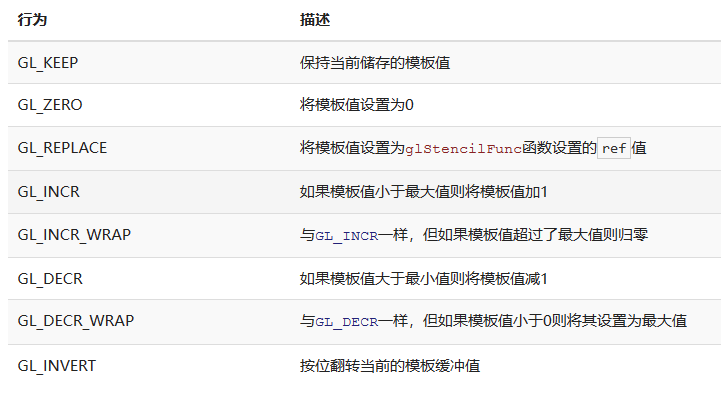 行为 描述
GL_KEEP 保持当前储存的模板值
GL_ZERO 将模板值设置为0
GL_REPLACE 将模板值设置为glStencilFunc函数设置的ref值
GL_INCR 如果模板值小于最大值则将模板值加1
GL_INCR_WRAP 与GL_INCR一样，但如果模板值超过了最大值则归零
GL_DECR 如果模板值大于最小值则将模板值减1
GL_DECR_WRAP 与GL_DECR一样，但如果模板值小于0则将其设置为最大值
GL_INVERT 按位翻转当前的模板缓冲值